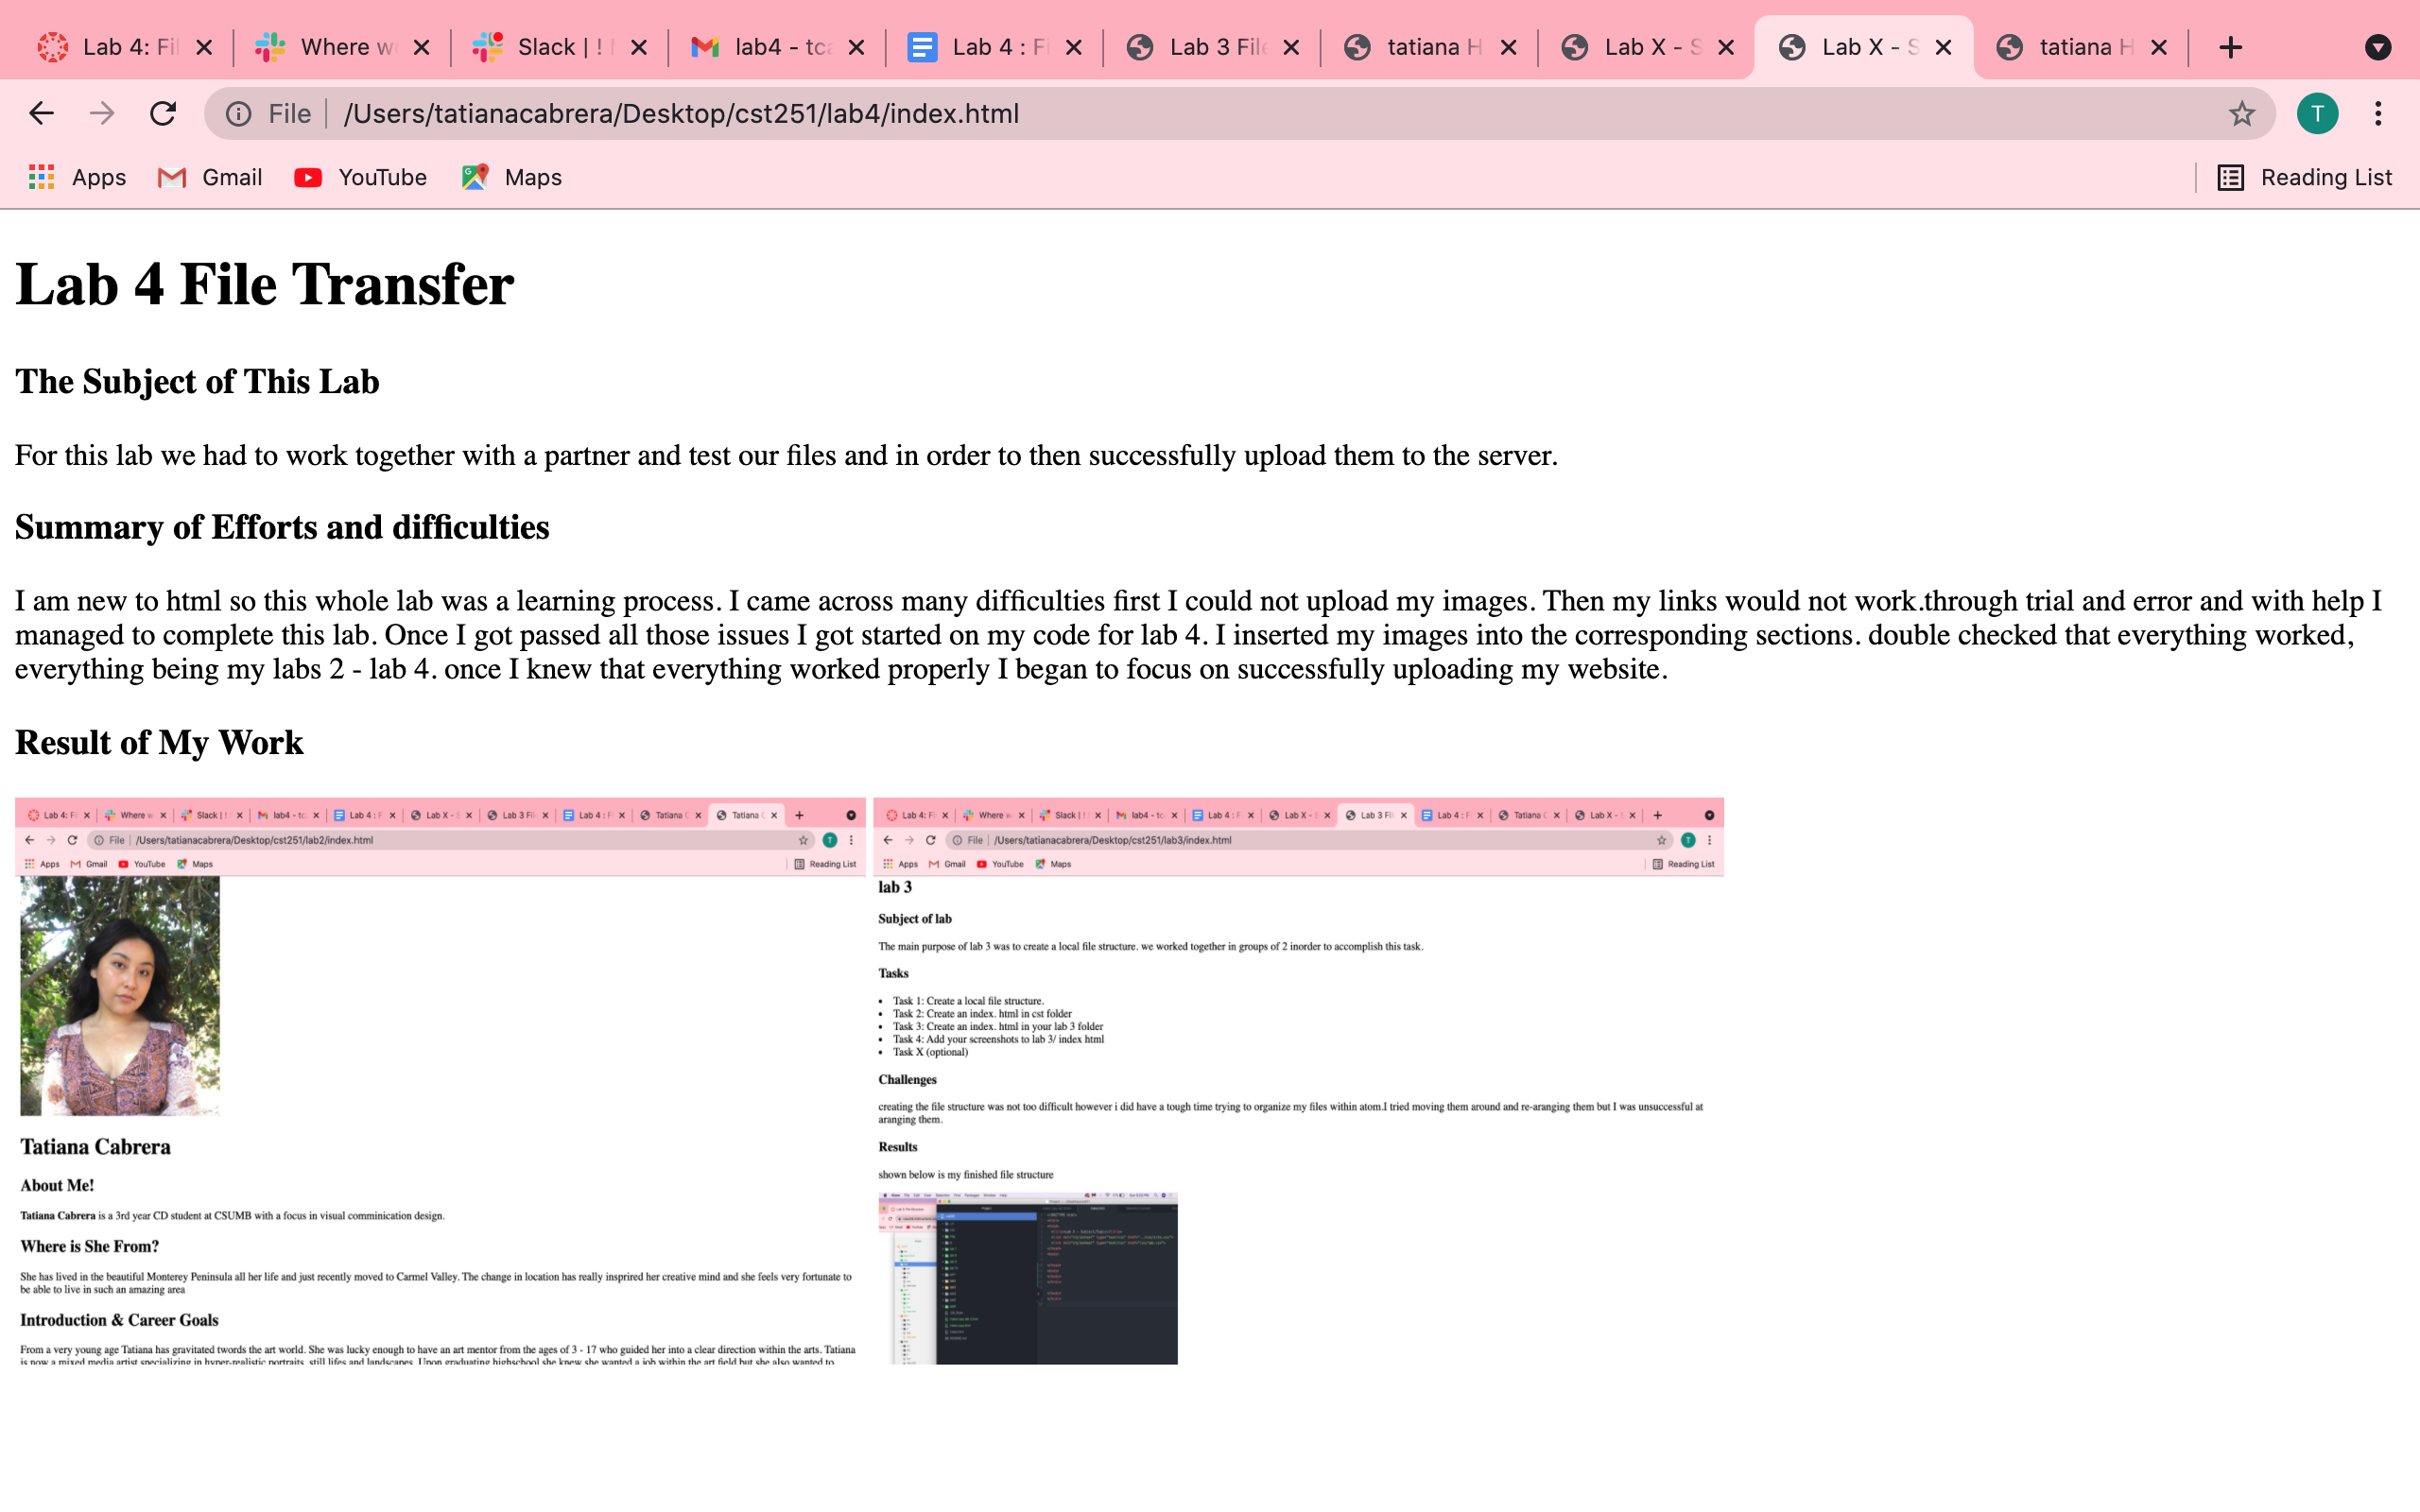 Lab 4: Fil
Where w
Slack | !
lab4 - tca
Lab 4 : F
Lab 3 File
tatiana H
Lab X - S
Lab X - S
tatiana H
File
/Users/tatianacabrera/Desktop/cst251/lab4/index.html
T
Apps
Gmail
YouTube
Maps
Reading List
Lab 4 File Transfer
The Subject of This Lab
For this lab we had to work together with a partner and test our files and in order to then successfully upload them to the server.
Summary of Efforts and difficulties
I am new to html so this whole lab was a learning process. I came across many difficulties first I could not upload my images. Then my links would not work.through trial and error and with help I
managed to complete this lab. Once I got passed all those issues I got started on my code for lab 4. I inserted my images into the corresponding sections. double checked that everything worked,
everything being my labs 2 - lab 4. once I knew that everything worked properly I began to focus on successfully uploading my website.
Result of My Work
Lab 4: Fi
Where w
Slack | !
lab4 - tc
Lab 4 : F
Lab X -
Lab 3 Fil
Lab 4 : F
Tatiana C
Tatiana C
File
/Users/tatianacabrera/Desktop/cst251/lab2/index.html
T
Apps
Gmail
YouTube
Maps
Reading List
Tatiana Cabrera
About Me!
Tatiana Cabrera is a 3rd year CD student at CSUMB with a focus in visual comminication design.
Where is She From?
She has lived in the beautiful Monterey Peninsula all her life and just recently moved to Carmel Valley. The change in location has really insprired her creative mind and she feels very fortunate to
be able to live in such an amazing area
Introduction & Career Goals
From a very young age Tatiana has gravitated twords the art world. She was lucky enough to have an art mentor from the ages of 3 - 17 who guided her into a clear direction within the arts. Tatiana
is now a mixed media artist specializing in hyper-realistic portraits, still lifes and landscapes. Upon graduating highschool she knew she wanted a job within the art field but she also wanted to
Lab 4: Fi
Where w
Slack | !
lab4 - tc
Lab 4 : F
Lab X - S
Lab 3 Fil
Lab 4 : F
Tatiana C
Lab X -
File
/Users/tatianacabrera/Desktop/cst251/lab3/index.html
T
Apps
Gmail
YouTube
Maps
Reading List
lab 3
Subject of lab
The main purpose of lab 3 was to create a local file structure. we worked together in groups of 2 inorder to accomplish this task.
Tasks
• Task 1: Create a local file structure.
• Task 2: Create an index. html in cst folder
• Task 3: Create an index. html in your lab 3 folder
• Task 4: Add your screenshots to lab 3/ index html
• Task X (optional)
Challenges
creating the file structure was not too difficult however i did have a tough time trying to organize my files within atom.I tried moving them around and re-aranging them but I was unsuccessful at
aranging them.
Results
shown below is my finished file structure